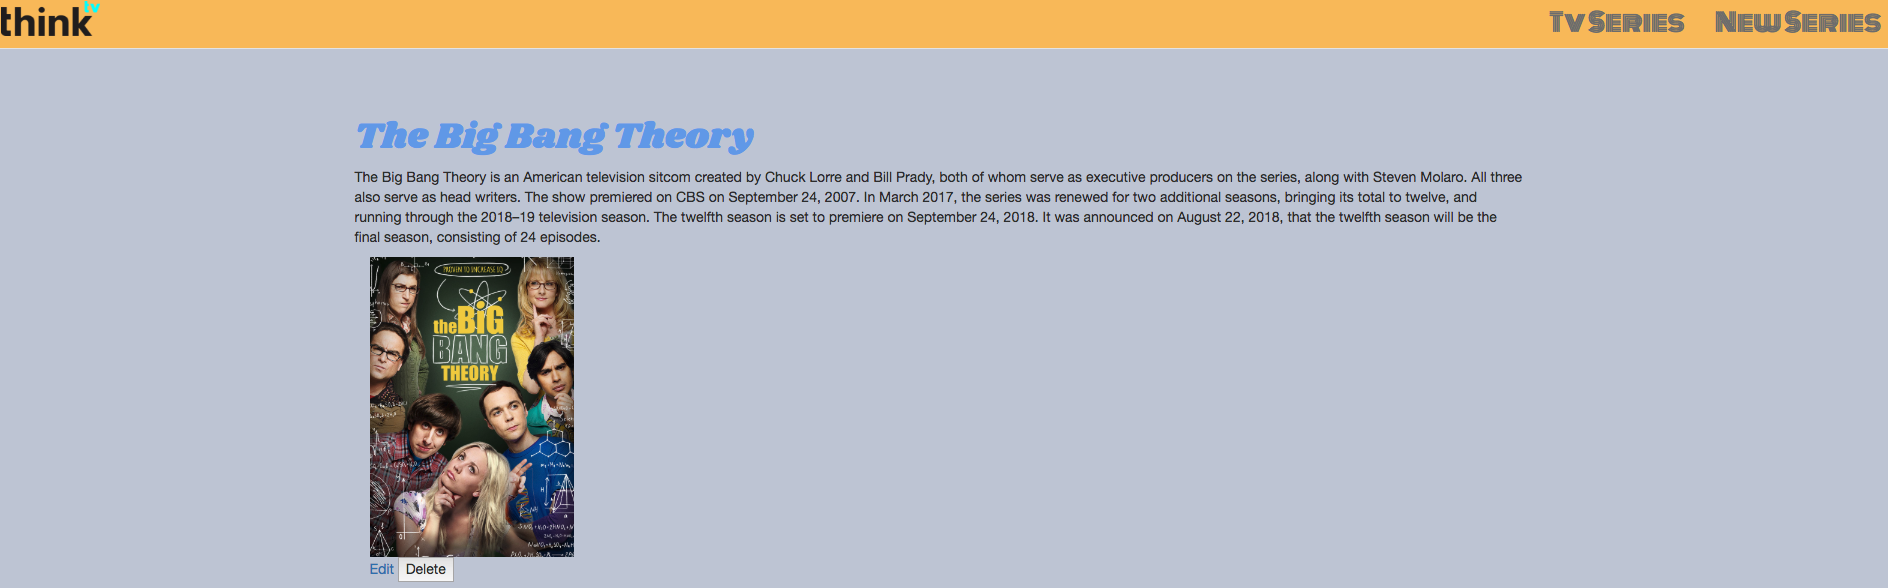 think tv
Tv Series New Series
The Big Bang Theory
The Big Bang Theory is an American television sitcom created by Chuck Lorre and Bill Prady, both of whom serve as executive producers on the series, along with Steven Molaro. All three
also serve as head writers. The show premiered on CBS on September 24, 2007. In March 2017, the series was renewed for two additional seasons, bringing its total to twelve, and
running through the 2018–19 television season. The twelfth season is set to premiere on September 24, 2018. It was announced on August 22, 2018, that the twelfth season will be the
final season, consisting of 24 episodes.
PROVEN TO INCREASE IQ
the BIG
BANG
THEORY
Edit Delete